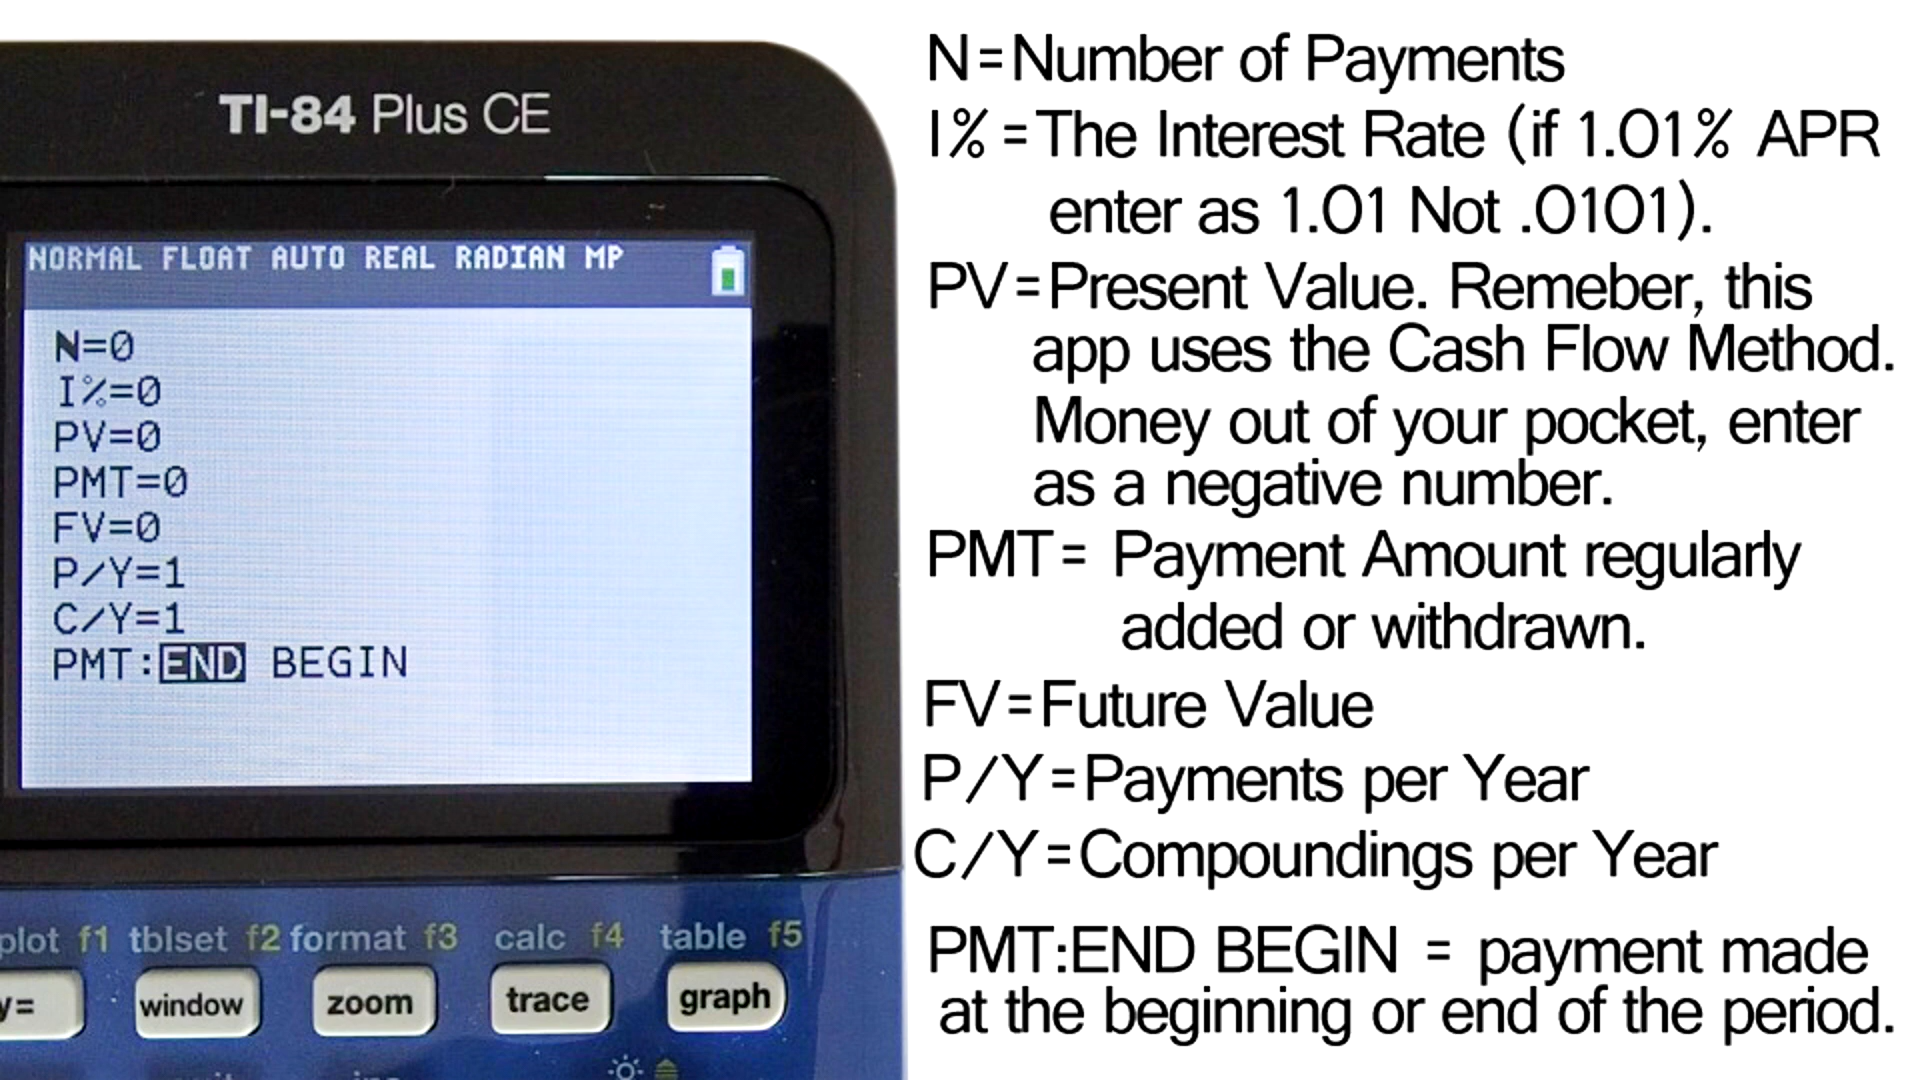 TI-84 Plus CE
NORMAL FLOAT AUTO REAL RADIAN MP
N=0
I%=0
PV=0
PMT=0
FV=0
P/Y=1
C/Y=1
PMT:END BEGIN
plot f1 tblset f2 format f3 calc f4 table f5
y= window zoom trace graph
N=Number of Payments
I%=The Interest Rate (if 1.01% APR
enter as 1.01 Not .0101).
PV=Present Value. Remeber, this
app uses the Cash Flow Method.
Money out of your pocket, enter
as a negative number.
PMT= Payment Amount regularly
added or withdrawn.
FV=Future Value
P/Y=Payments per Year
C/Y=Compoundings per Year
PMT:END BEGIN = payment made
at the beginning or end of the period.